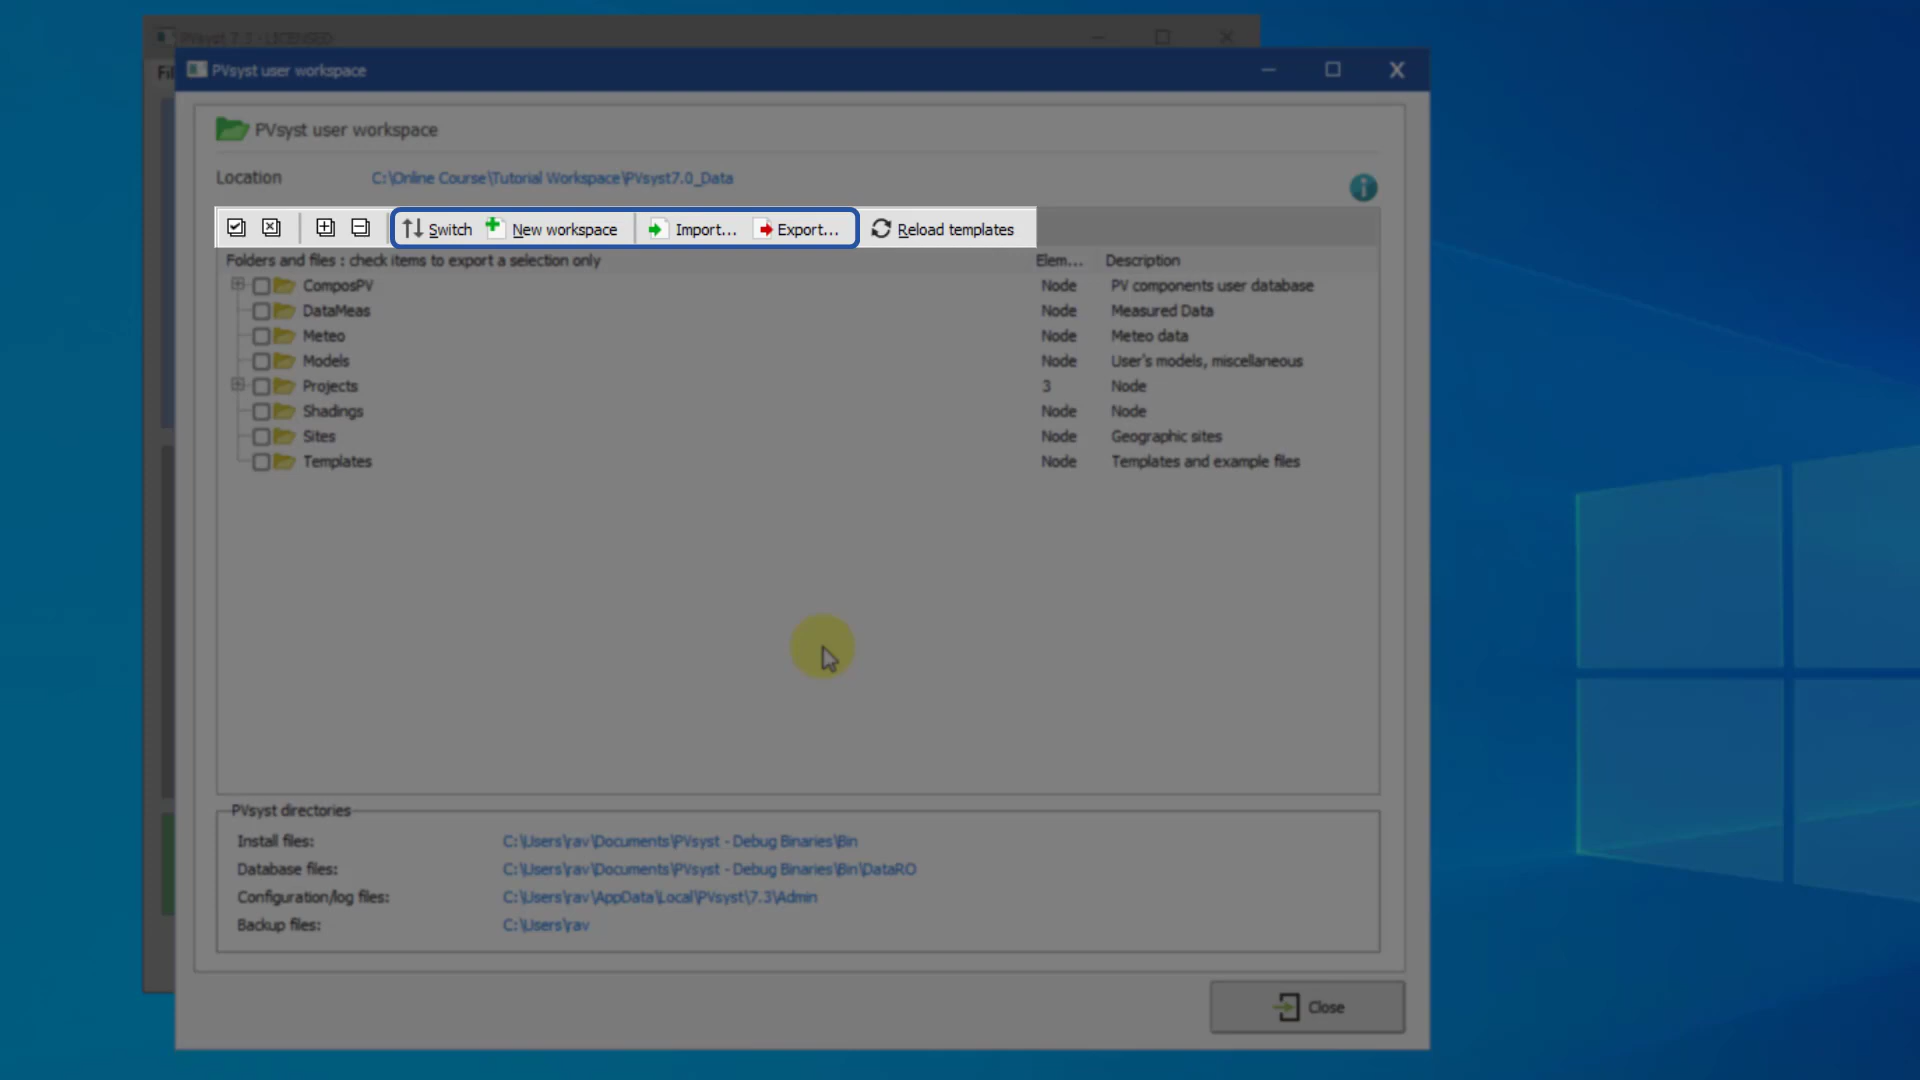 PVsyst 7.3 - LICENSED
Fil
PVsyst user workspace
PVsyst user workspace
Location C:\Online Course\Tutorial Workspace\PVsyst7.0_Data
Switch New workspace Import... Export... Reload templates
Folders and files : check items to export a selection only Elem... Description
ComposPV Node PV components user database
DataMeas Node Measured Data
Meteo Node Meteo data
Models Node User's models, miscellaneous
Projects 3 Node
Shadings Node Node
Sites Node Geographic sites
Templates Node Templates and example files
PVsyst directories
Install files: C:\Users\rav\Documents\PVsyst - Debug Binaries\Bin
Database files: C:\Users\rav\Documents\PVsyst - Debug Binaries\Bin\DataRO
Configuration/log files: C:\Users\rav\AppData\Local\PVsyst\7.3\Admin
Backup files: C:\Users\rav
Close